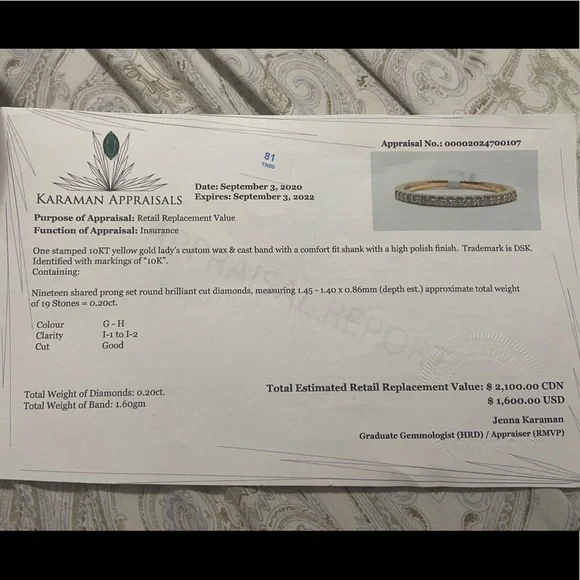 Appraisal No.: 00002024700107
81
TN80
KARAMAN APPRAISALS
Date: September 3, 2020
Expires: September 3, 2022
Purpose of Appraisal: Retail Replacement Value
Function of Appraisal: Insurance
One stamped 10KT yellow gold lady's custom wax & cast band with a comfort fit shank with a high polish finish. Trademark is DSK.
Identified with markings of "10K".
Containing:
Nineteen shared prong set round brilliant cut diamonds, measuring 1.45 - 1.40 x 0.86mm (depth est.) approximate total weight
of 19 Stones = 0.20ct.
Colour G - H
Clarity I-1 to I-2
Cut Good
APPRAISAL REPORT
Total Weight of Diamonds: 0.20ct.
Total Weight of Band: 1.60gm
Total Estimated Retail Replacement Value: $ 2,100.00 CDN
$ 1,600.00 USD
Jenna Karaman
Graduate Gemmologist (HRD) / Appraiser (RMVP)